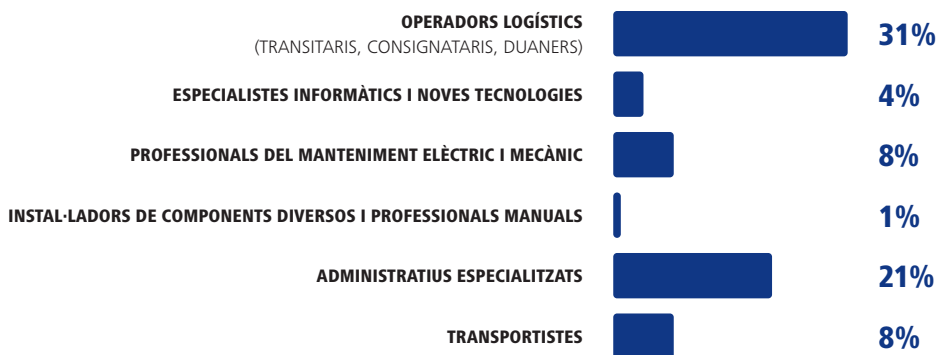 OPERADORS LOGÍSTICS
(TRANSITARIS, CONSIGNATARIS, DUANERS)
31%
ESPECIALISTES INFORMÀTICS I NOVES TECNOLOGIES
4%
PROFESSIONALS DEL MANTENIMENT ELÈCTRIC I MECÀNIC
8%
INSTAL·LADORS DE COMPONENTS DIVERSOS I PROFESSIONALS MANUALS
1%
ADMINISTRATIUS ESPECIALITZATS
21%
TRANSPORTISTES
8%